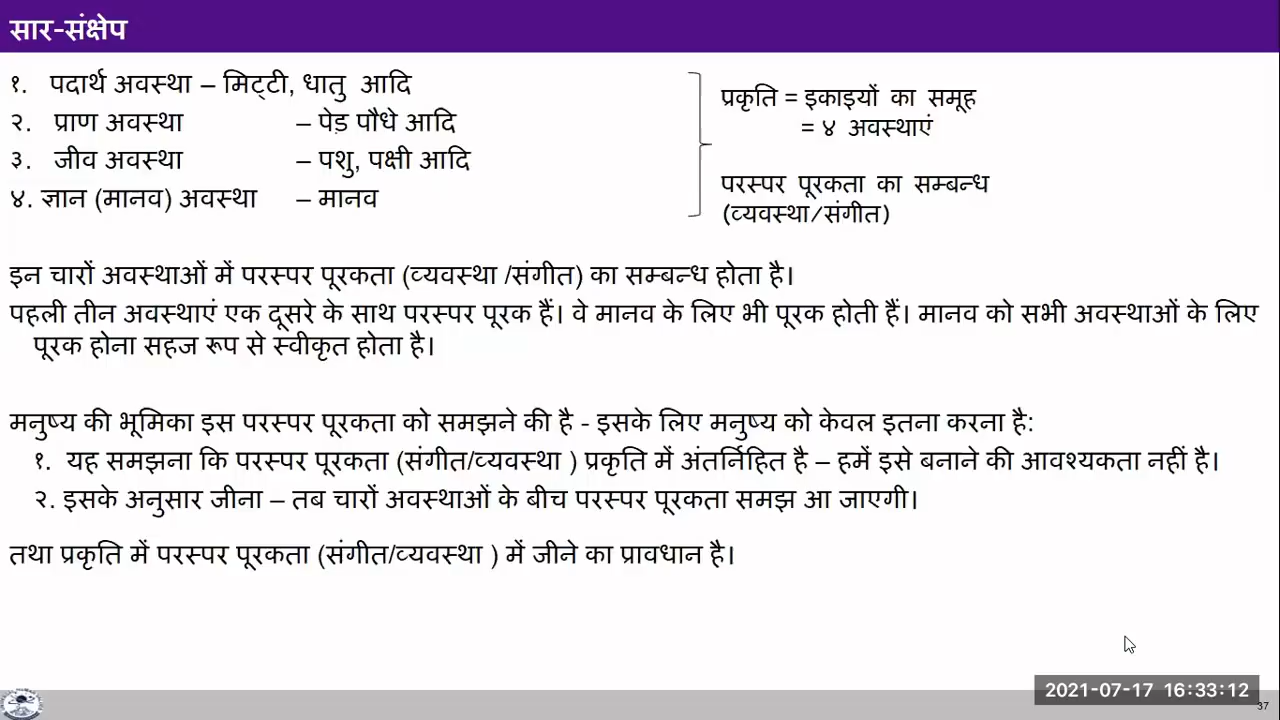 सार-संक्षेप
१. पदार्थ अवस्था – मिट्टी, धातु आदि
२. प्राण अवस्था – पेड़ पौधे आदि
३. जीव अवस्था – पशु, पक्षी आदि
४. ज्ञान (मानव) अवस्था – मानव
प्रकृति = इकाइयों का समूह
= ४ अवस्थाएं
परस्पर पूरकता का सम्बन्ध
(व्यवस्था/संगीत)
इन चारों अवस्थाओं में परस्पर पूरकता (व्यवस्था /संगीत) का सम्बन्ध होता है।
पहली तीन अवस्थाएं एक दूसरे के साथ परस्पर पूरक हैं। वे मानव के लिए भी पूरक होती हैं। मानव को सभी अवस्थाओं के लिए
पूरक होना सहज रूप से स्वीकृत होता है।
मनुष्य की भूमिका इस परस्पर पूरकता को समझने की है - इसके लिए मनुष्य को केवल इतना करना है:
१. यह समझना कि परस्पर पूरकता (संगीत/व्यवस्था ) प्रकृति में अंतर्निहित है – हमें इसे बनाने की आवश्यकता नहीं है।
२. इसके अनुसार जीना – तब चारों अवस्थाओं के बीच परस्पर पूरकता समझ आ जाएगी।
तथा प्रकृति में परस्पर पूरकता (संगीत/व्यवस्था ) में जीने का प्रावधान है।
2021-07-17 16:33:12
37